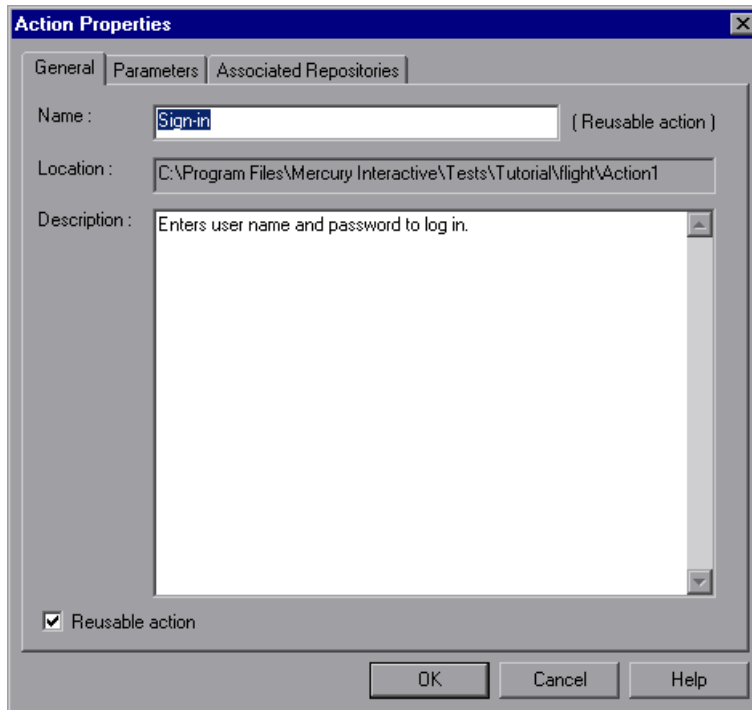 Action Properties
General Parameters Associated Repositories
Name : Sign-in ( Reusable action )
Location : C:\Program Files\Mercury Interactive\Tests\Tutorial\flight\Action1
Description : Enters user name and password to log in.
Reusable action
OK Cancel Help